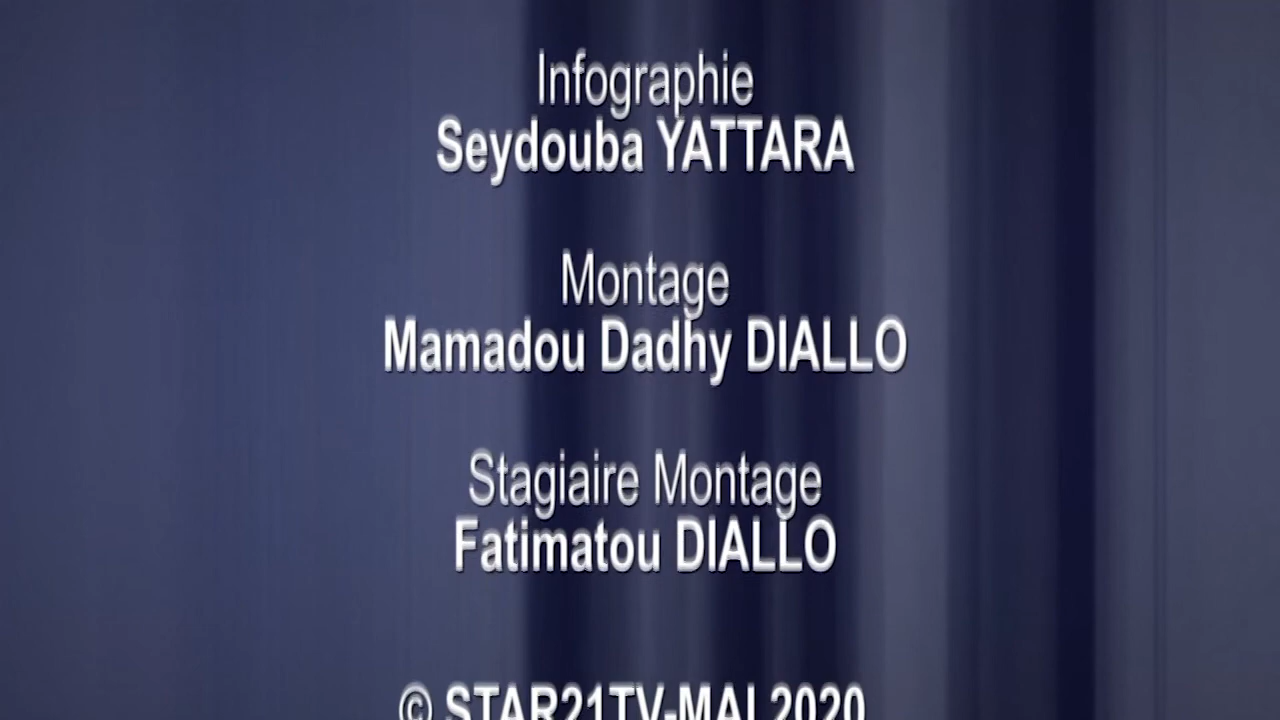 Infographie
Seydouba YATTARA
Montage
Mamadou Dadhy DIALLO
Stagiaire Montage
Fatimatou DIALLO
© STAR21TV-MAI 2020